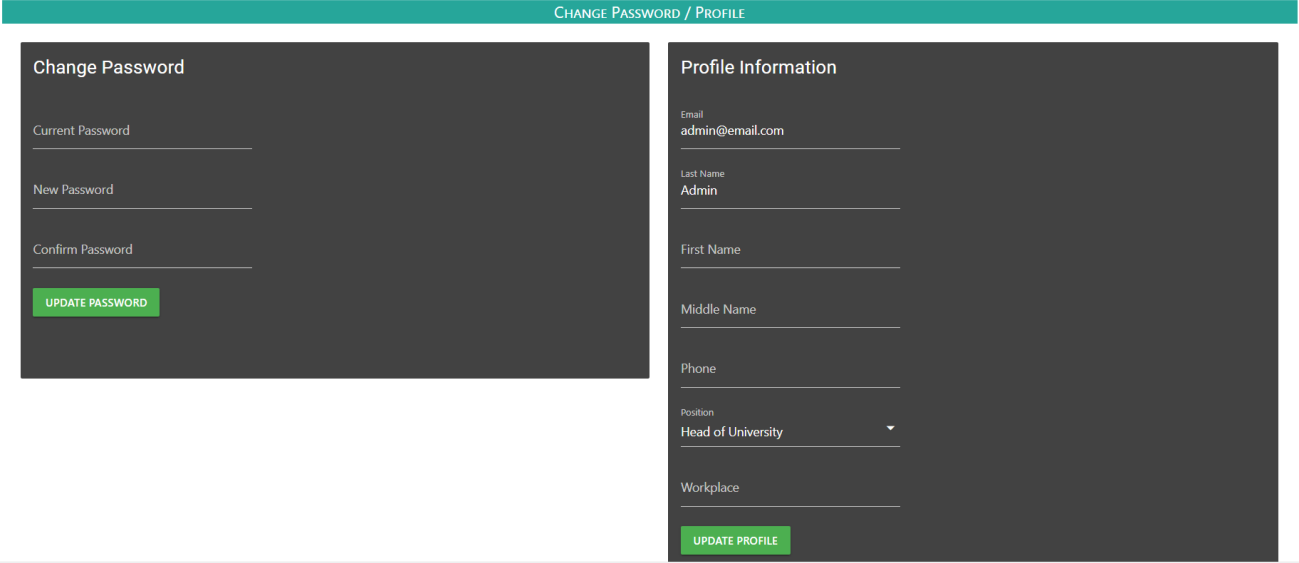 Change Password / Profile
Change Password
Current Password
New Password
Confirm Password
UPDATE PASSWORD
Profile Information
Email
admin@email.com
Last Name
Admin
First Name
Middle Name
Phone
Position
Head of University
Workplace
UPDATE PROFILE